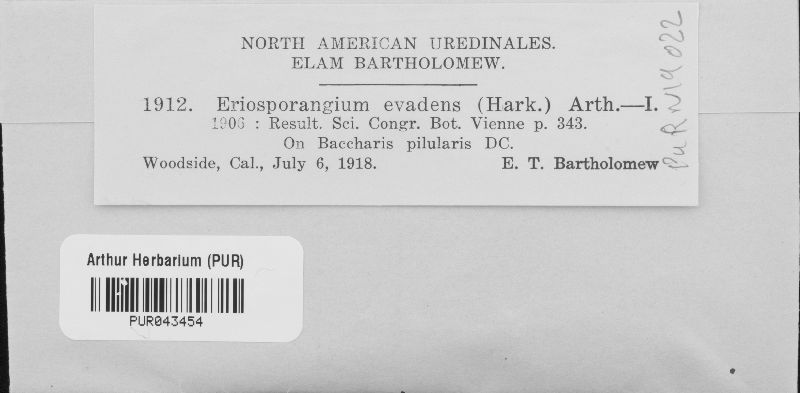 NORTH AMERICAN UREDINALES.
ELAM BARTHOLOMEW.
1912. Eriosporangium evadens (Hark.) Arth.—I.
1906 : Result. Sci. Congr. Bot. Vienne p. 343.
On Baccharis pilularis DC.
Woodside, Cal., July 6, 1918. E. T. Bartholomew
PUR N19022
Arthur Herbarium (PUR)
PUR043454